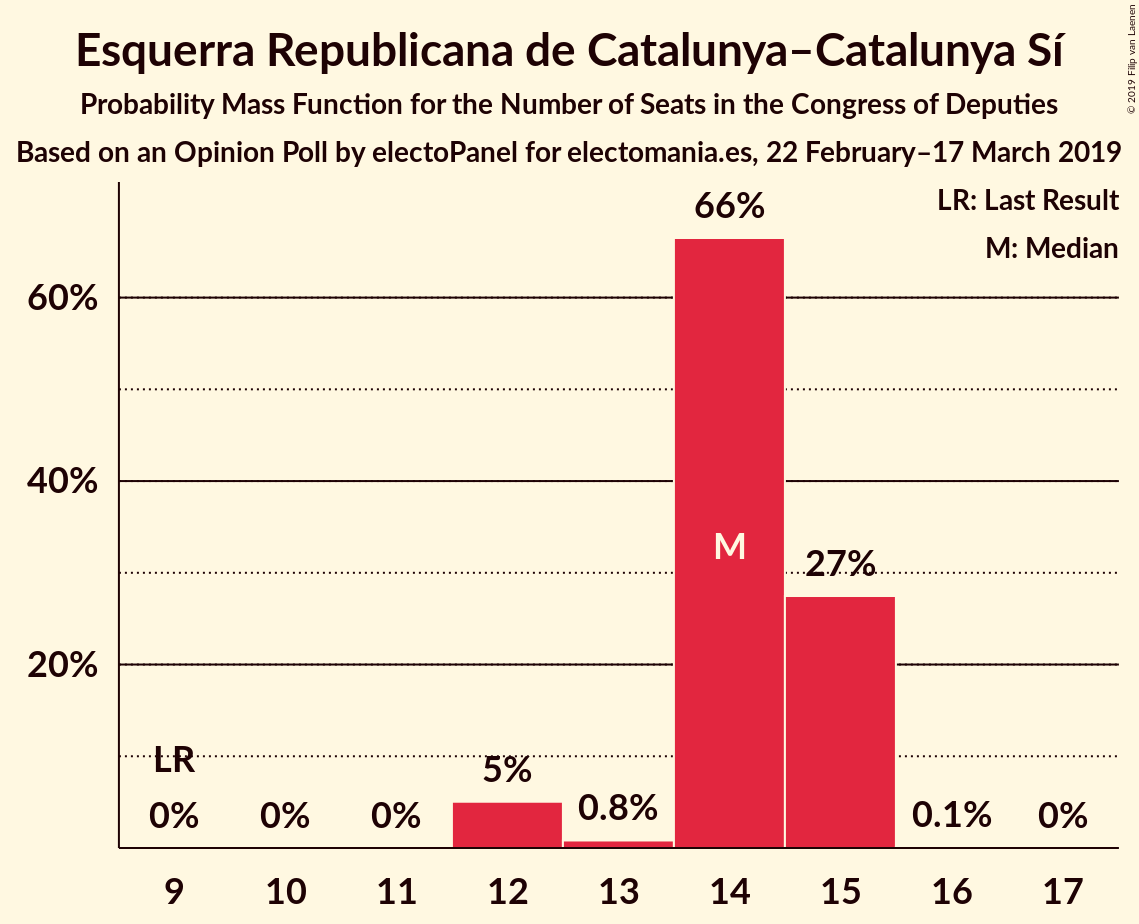 Esquerra Republicana de Catalunya–Catalunya Sí
Probability Mass Function for the Number of Seats in the Congress of Deputies
Based on an Opinion Poll by electoPanel for electomania.es, 22 February–17 March 2019
© 2019 Filip van Laenen
LR: Last Result
M: Median
66%
60%
40%
M
27%
20%
LR
5%
0.8%
0% 0% 0% 0.1% 0%
9 10 11 12 13 14 15 16 17